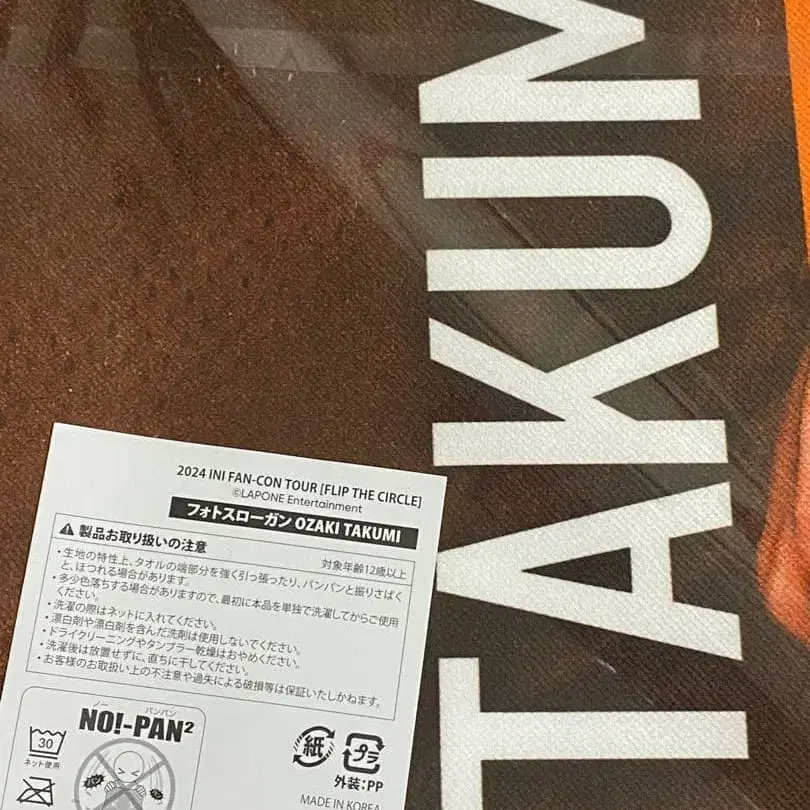 TAKUM
2024 INI FAN-CON TOUR [FLIP THE CIRCLE]
©LAPONE Entertainment
フォトスローガン OZAKI TAKUMI
製品お取り扱いの注意
対象年齢12歳以上
・生地の特性上、タオルの端部分を強く引っ張ったり、パンパンと振りさばく
と、ほつれる場合があります。
・多少色落ちする場合がありますので、最初に本品を単独で洗濯してからご使用
ください。
・洗濯の際はネットに入れてください。
・漂白剤や漂白剤を含んだ洗剤は使用しないでください。
・ドライクリーニングやタンブラー乾燥はおやめください。
・洗濯後は放置せずに、直ちに干してください。
・お客様のお取扱い上の不注意や過失による破損等は保証いたしかねます。
ノー パンパン
NO!-PAN²
30
ネット使用
紙
プラ
外装:PP
MADE IN KOREA